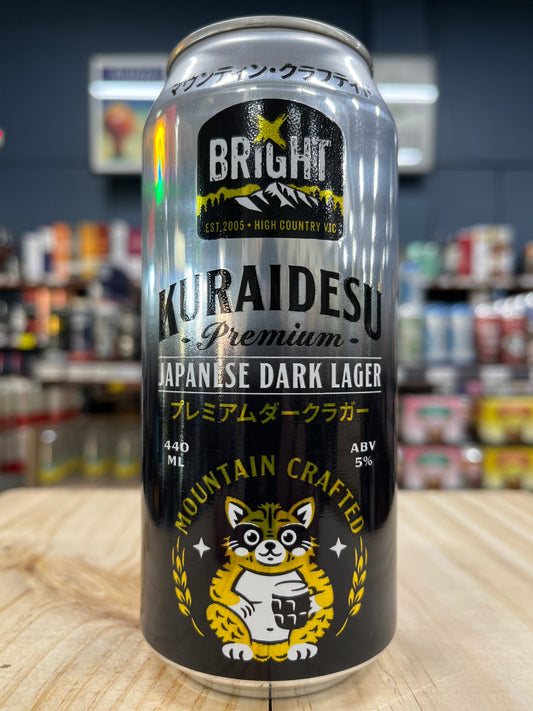 マウンテン・クラフテイド
BRiGHT
EST.2005 • HIGH COUNTRY VIC
KURAIDESU
- Premium -
JAPANESE DARK LAGER
プレミアムダークラガー
440
ML
ABV
5%
MOUNTAIN CRAFTED